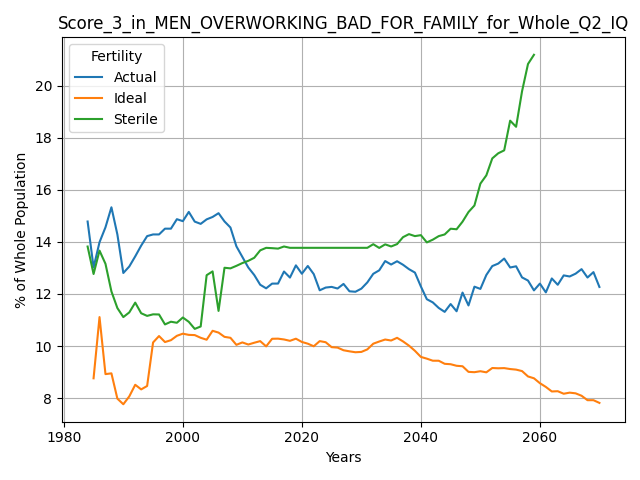 Score_3_in_MEN_OVERWORKING_BAD_FOR_FAMILY_for_Whole_Q2_IQ
Fertility
Actual
Ideal
Sterile
% of Whole Population
20
18
16
14
12
10
8
1980
2000
2020
2040
2060
Years